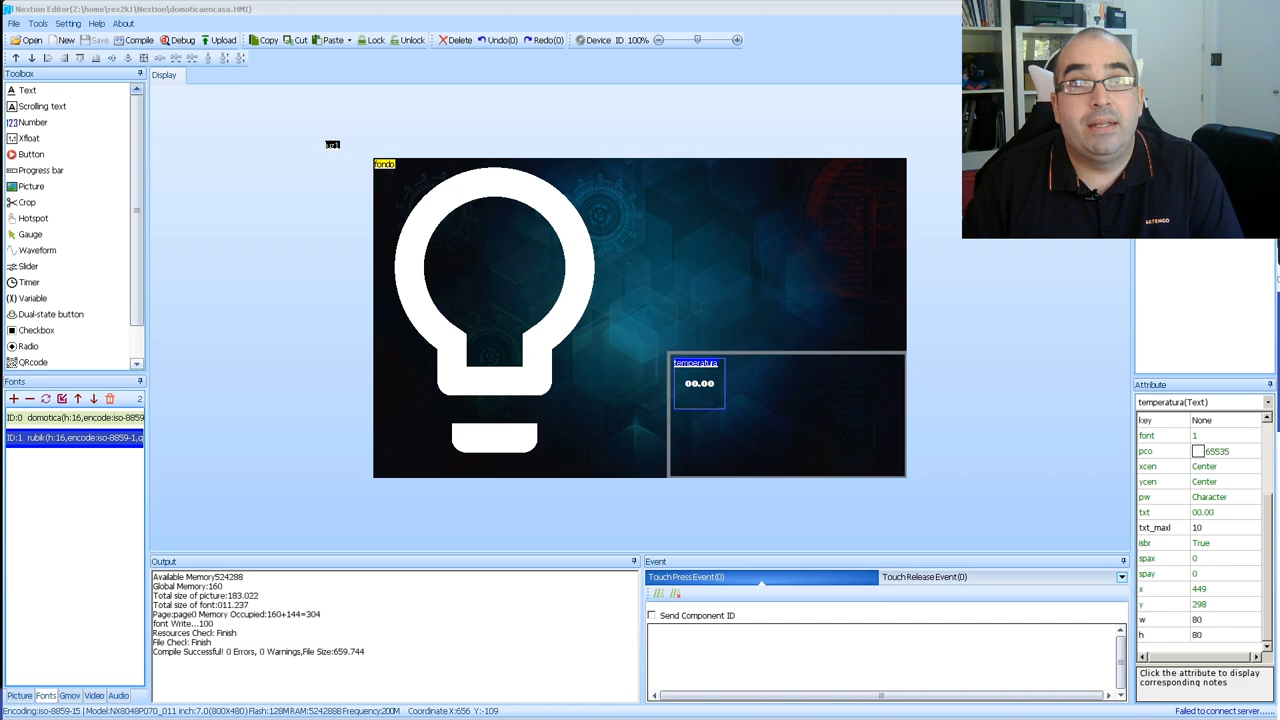 Nextion Editor(Z:\home\rex2k1\Nextion\domoticaencasa.HMI)
File Tools Setting Help About
Open New Save Compile Debug Upload Copy Cut Paste Lock Unlock Delete Undo(0) Redo(0) Device ID 100%
Toolbox
Display
Text
Scrolling text
Number
Xfloat
Button
Progress bar
Picture
Crop
Hotspot
Gauge
Waveform
Slider
Timer
(X) Variable
Dual-state button
Checkbox
Radio
QRcode
fondo
temperatura
00.00
ARTENGO
Fonts
2
ID:0 domotica(h:16,encode:iso-8859
ID:1 rubik(h:16,encode:iso-8859-1,q
Picture Fonts Gmov Video Audio
Output
Available Memory524288
Global Memory:160
Total size of picture:183.022
Total size of font:011.237
Page:page0 Memory Occupied:160+144=304
font Write...100
Resources Check: Finish
File Check: Finish
Compile Successful! 0 Errors, 0 Warnings,File Size:659.744
Event
Touch Press Event(0) Touch Release Event(0)
Send Component ID
Attribute
temperatura(Text)
key None
font 1
pco 65535
xcen Center
ycen Center
pw Character
txt 00.00
txt_maxl 10
isbr True
spax 0
spay 0
x 449
y 298
w 80
h 80
Click the attribute to display
corresponding notes
Encoding:iso-8859-15 Model:NX8048P070_011 inch:7.0(800X480) Flash:128M RAM:524288B Frequency:200M Coordinate X:656 Y:-109 Failed to connect server.....